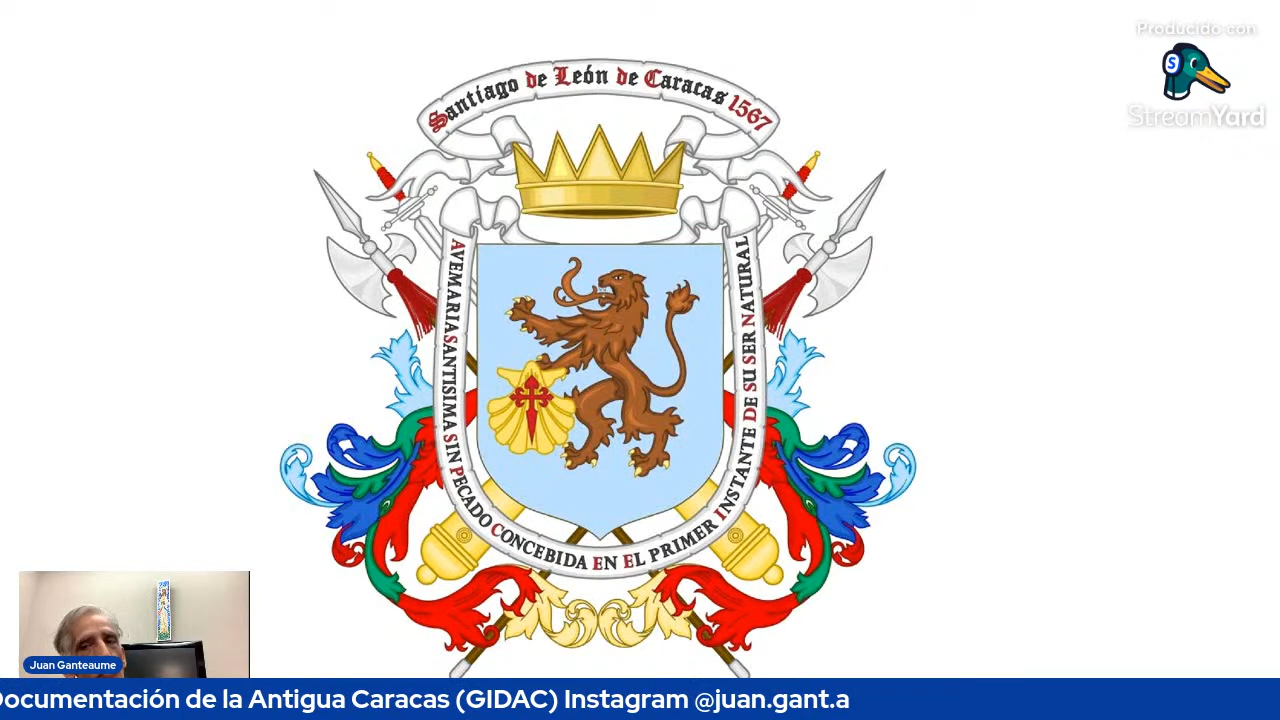 Producido con
StreamYard
Santiago de León de Caracas 1567
AVEMARIA SANTISIMA SIN PECADO CONCEBIDA EN EL PRIMER INSTANTE DE SU SER NATURAL
Juan Ganteaume
Documentación de la Antigua Caracas (GIDAC) Instagram @juan.gant.a